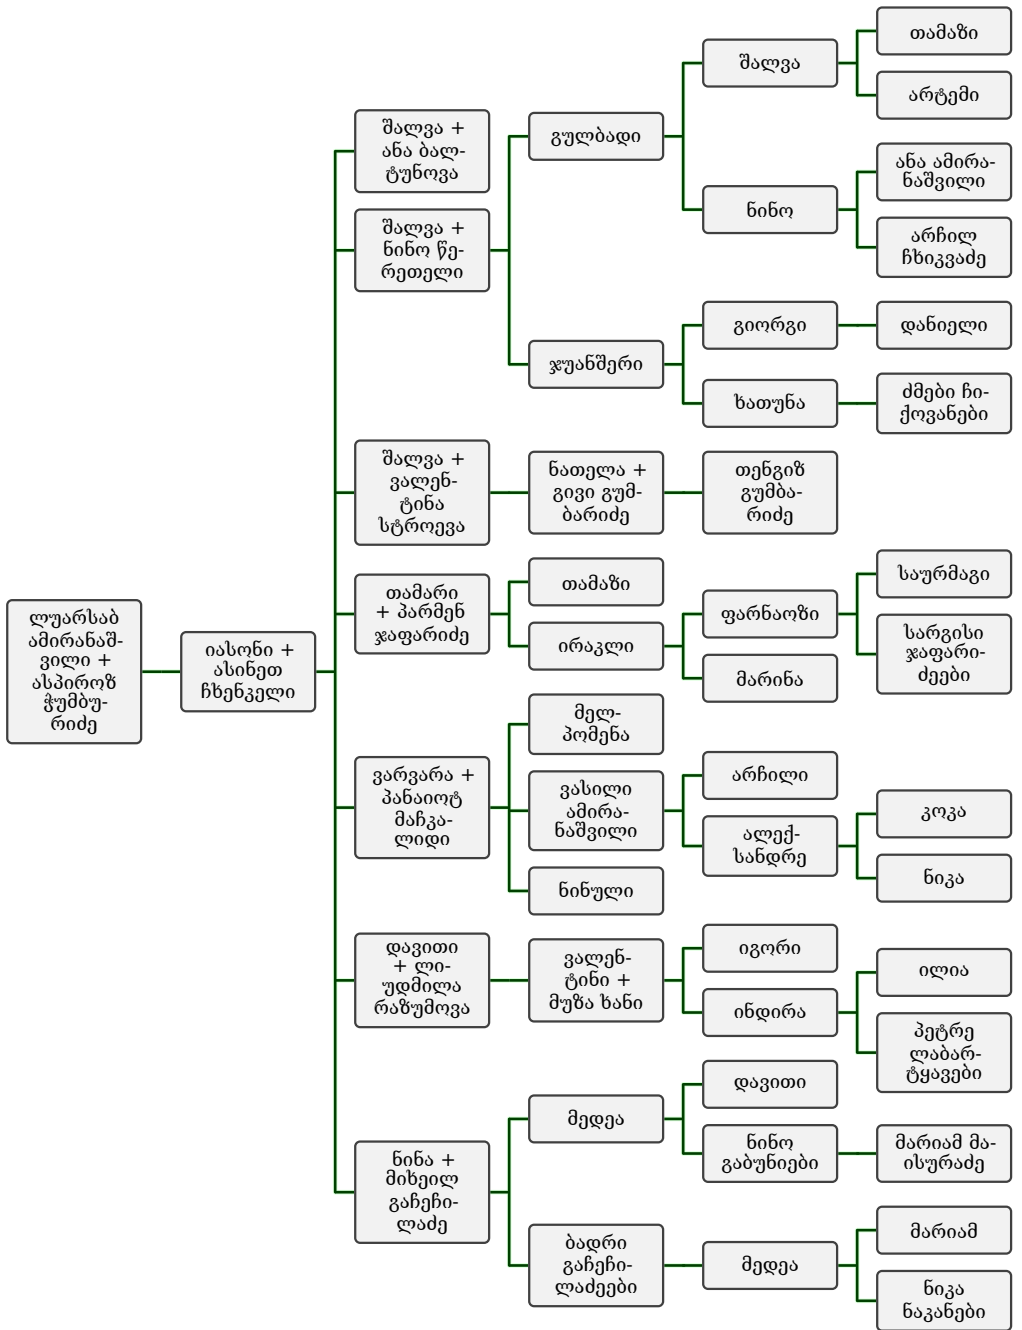 ლუარსაბ
ამირანაშ-
ვილი +
ასპიროზ
ჭუმბუ-
რიძე
იასონი +
ასინეთ
ჩხენკელი
შალვა +
ანა ბალ-
ტუნოვა
შალვა +
ნინო წე-
რეთელი
გულბადი
შალვა
თამაზი
არტემი
ნინო
ანა ამირა-
ნაშვილი
არჩილ
ჩხიკვაძე
ჯუანშერი
გიორგი
დანიელი
ხათუნა
ძმები ჩი-
ქოვანები
შალვა +
ვალენ-
ტინა
სტროევა
ნათელა +
გივი გუმ-
ბარიძე
თენგიზ
გუმბა-
რიძე
თამარი
+ პარმენ
ჯაფარიძე
თამაზი
ირაკლი
ფარნაოზი
საურმაგი
სარგისი
ჯაფარი-
ძეები
მარინა
ვარვარა +
პანაიოტ
მაჩკა-
ლიდი
მელ-
პომენა
ვასილი
ამირა-
ნაშვილი
არჩილი
ალექ-
სანდრე
კოკა
ნიკა
ნინული
დავითი
+ ლი-
უდმილა
რაზუმოვა
ვალენ-
ტინი +
მუზა ხანი
იგორი
ინდირა
ილია
პეტრე
ლაბარ-
ტყავები
ნინა +
მიხეილ
გაჩეჩი-
ლაძე
მედეა
დავითი
ნინო
გაბუნიები
მარიამ მა-
ისურაძე
ბადრი
გაჩეჩი-
ლაძეები
მედეა
მარიამ
ნიკა
ნაკანები